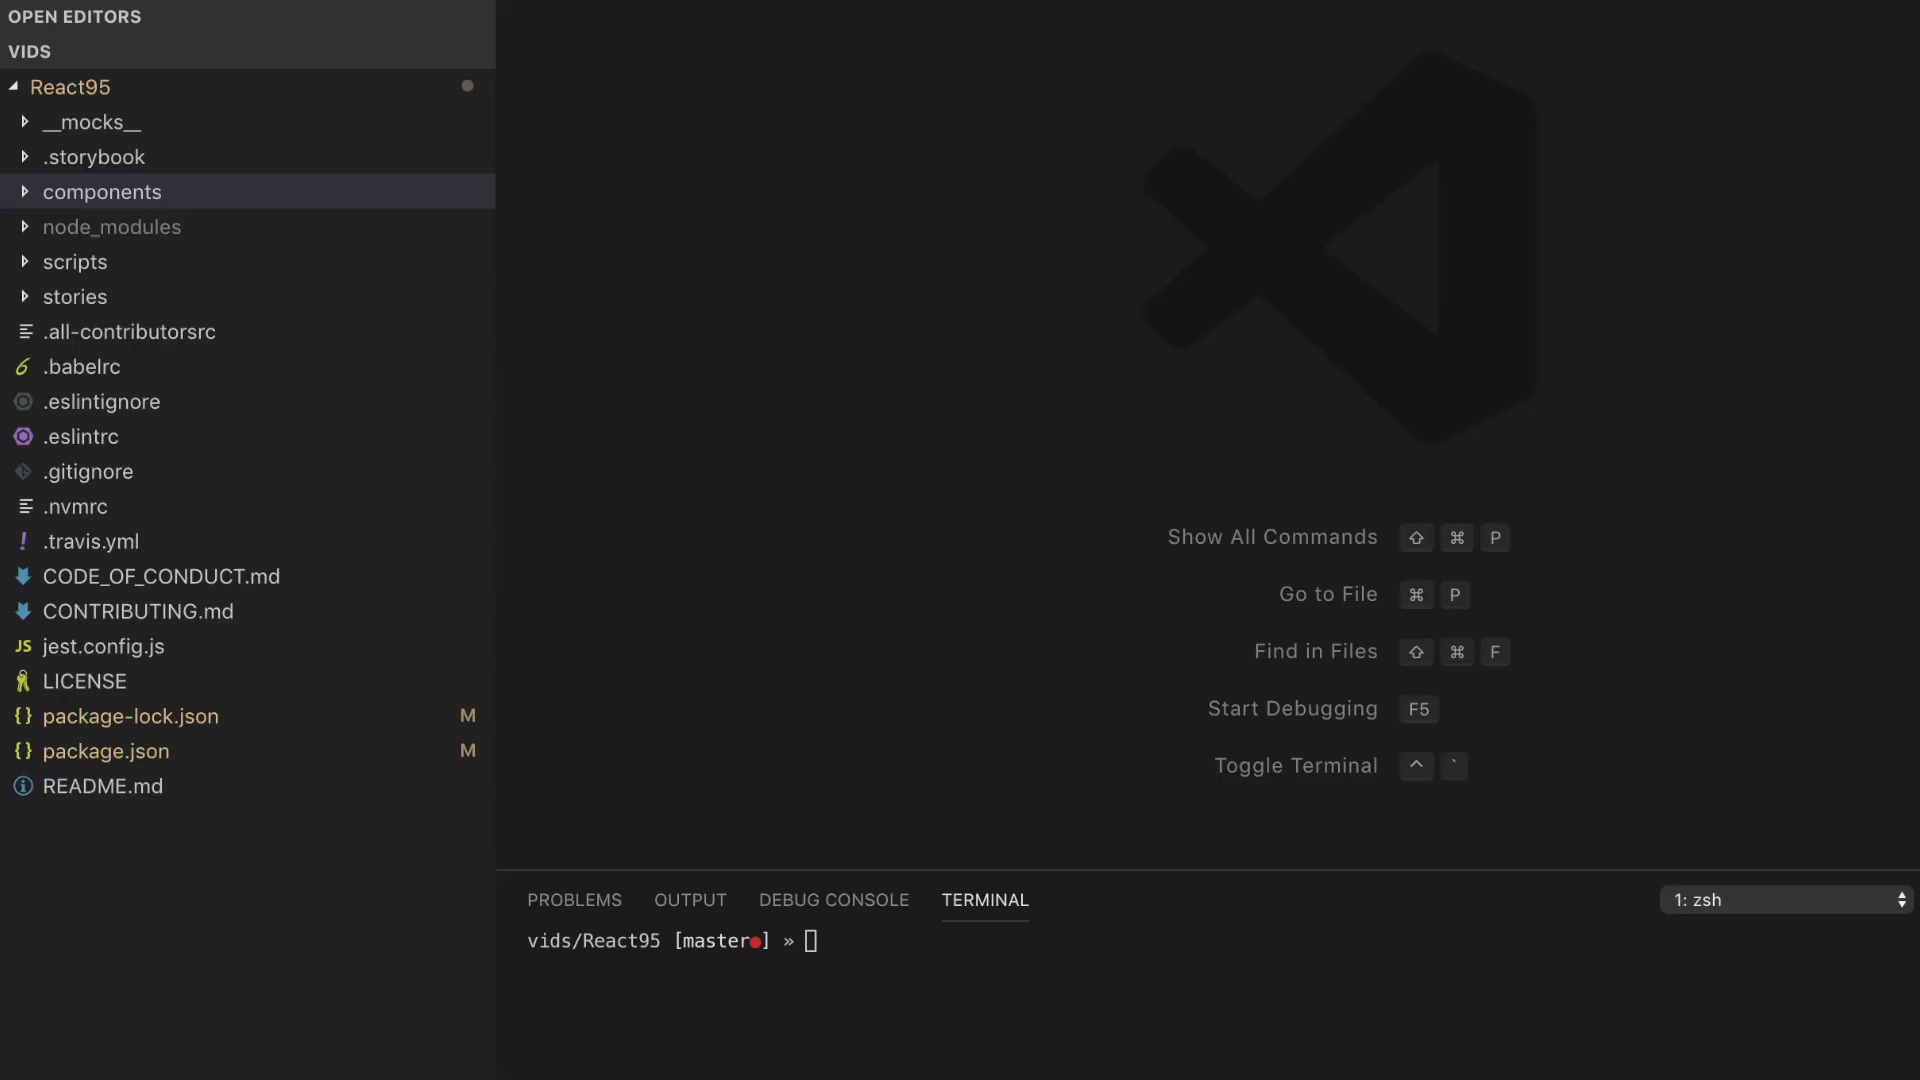 OPEN EDITORS
VIDS
React95
__mocks__
.storybook
components
node_modules
scripts
stories
.all-contributorsrc
.babelrc
.eslintignore
.eslintrc
.gitignore
.nvmrc
! .travis.yml
CODE_OF_CONDUCT.md
CONTRIBUTING.md
JS jest.config.js
LICENSE
{} package-lock.json M
{} package.json M
README.md
Show All Commands ⇧ ⌘ P
Go to File ⌘ P
Find in Files ⇧ ⌘ F
Start Debugging F5
Toggle Terminal ^ `
PROBLEMS OUTPUT DEBUG CONSOLE TERMINAL 1: zsh
vids/React95 [master●] »